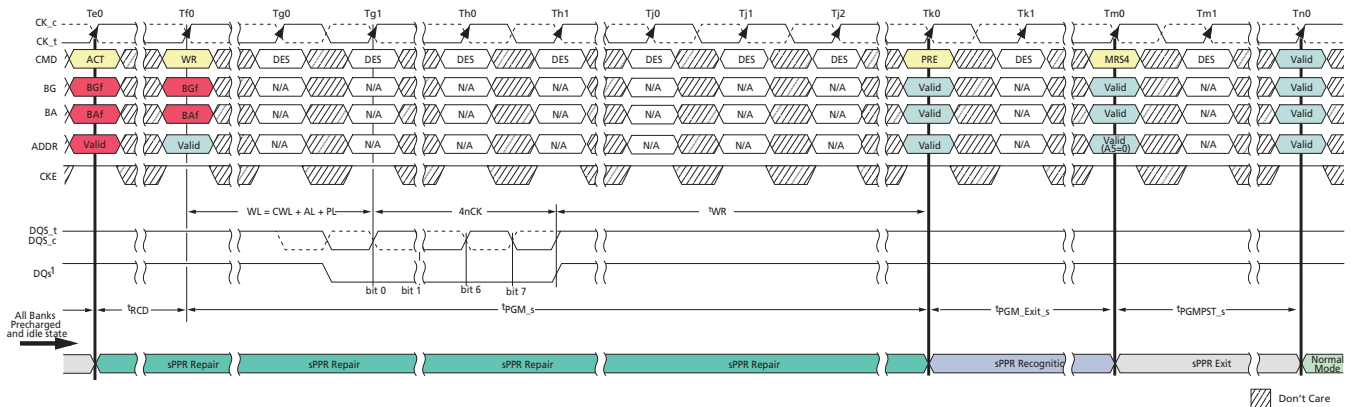 Te0 Tf0 Tg0 Tg1 Th0 Th1 Tj0 Tj1 Tj2 Tk0 Tk1 Tm0 Tm1 Tn0
CK_c
CK_t
CMD ACT WR DES DES DES DES DES DES DES PRE DES MRS4 DES Valid
BG BGf BGf N/A N/A N/A N/A N/A N/A N/A Valid N/A Valid N/A Valid
BA BAf BAf N/A N/A N/A N/A N/A N/A N/A Valid N/A Valid N/A Valid
ADDR Valid Valid N/A N/A N/A N/A N/A N/A N/A Valid N/A Valid (A5=0) N/A Valid
CKE
WL = CWL + AL + PL 4nCK tWR
DQS_t
DQS_c
DQs1
bit 0 bit 1 bit 6 bit 7
All Banks
Precharged
and idle state
tRCD tPGM_s tPGM_Exit_s tPGMPST_s
sPPR Repair sPPR Repair sPPR Repair sPPR Repair sPPR Recognitio sPPR Exit Normal
Mode
Don't Care